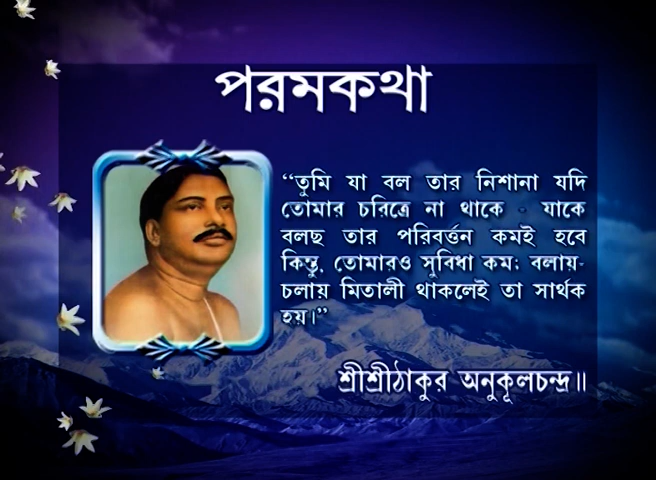 পরমকথা
“তুমি যা বল তার নিশানা যদি
তোমার চরিত্রে না থাকে - যাকে
বলছ তার পরিবর্ত্তন কমই হবে
কিন্তু, তোমারও সুবিধা কম; বলায়-
চলায় মিতালী থাকলেই তা সার্থক
হয়।”
শ্রীশ্রীঠাকুর অনুকূলচন্দ্র॥